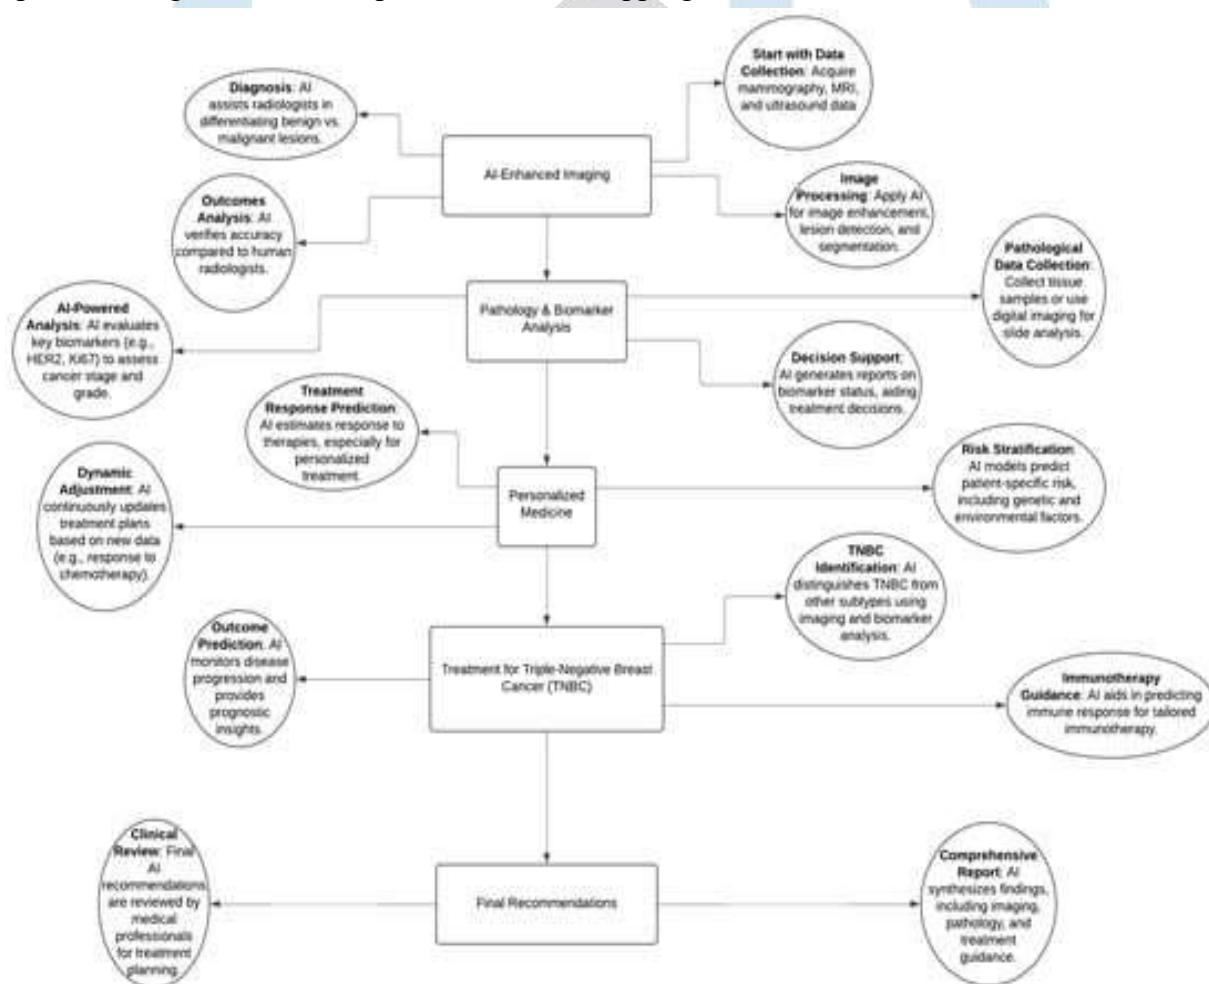 Start with Data
Collection: Acquire
mammography, MRI,
and ultrasound data
Diagnosis: AI
assists radiologists in
differentiating benign vs.
malignant lesions.
AI-Enhanced Imaging
Image
Processing: Apply AI
for image enhancement,
lesion detection, and
segmentation.
Outcomes
Analysis: AI
verifies accuracy
compared to human
radiologists.
Pathological
Data Collection:
Collect tissue
samples or use
digital imaging for
slide analysis.
AI-Powered
Analysis: AI evaluates
key biomarkers (e.g.,
HER2, Ki67) to assess
cancer stage and
grade.
Pathology & Biomarker
Analysis
Decision Support:
AI generates reports on
biomarker status, aiding
treatment decisions.
Treatment
Response Prediction:
AI estimates response to
therapies, especially for
personalized
treatment.
Risk Stratification:
AI models predict
patient-specific risk,
including genetic and
environmental factors.
Dynamic
Adjustment: AI
continuously updates
treatment plans
based on new data
(e.g., response to
chemotherapy).
Personalized
Medicine
TNBC
Identification: AI
distinguishes TNBC from
other subtypes using
imaging and biomarker
analysis.
Outcome
Prediction: AI
monitors disease
progression and
provides
prognostic
insights.
Treatment for Triple-Negative Breast
Cancer (TNBC)
Immunotherapy
Guidance: AI aids in predicting
immune response for tailored
immunotherapy.
Clinical
Review: Final
AI
recommendations
are reviewed by
medical
professionals
for treatment
planning.
Final Recommendations
Comprehensive
Report: AI
synthesizes findings,
including imaging,
pathology, and
treatment
guidance.